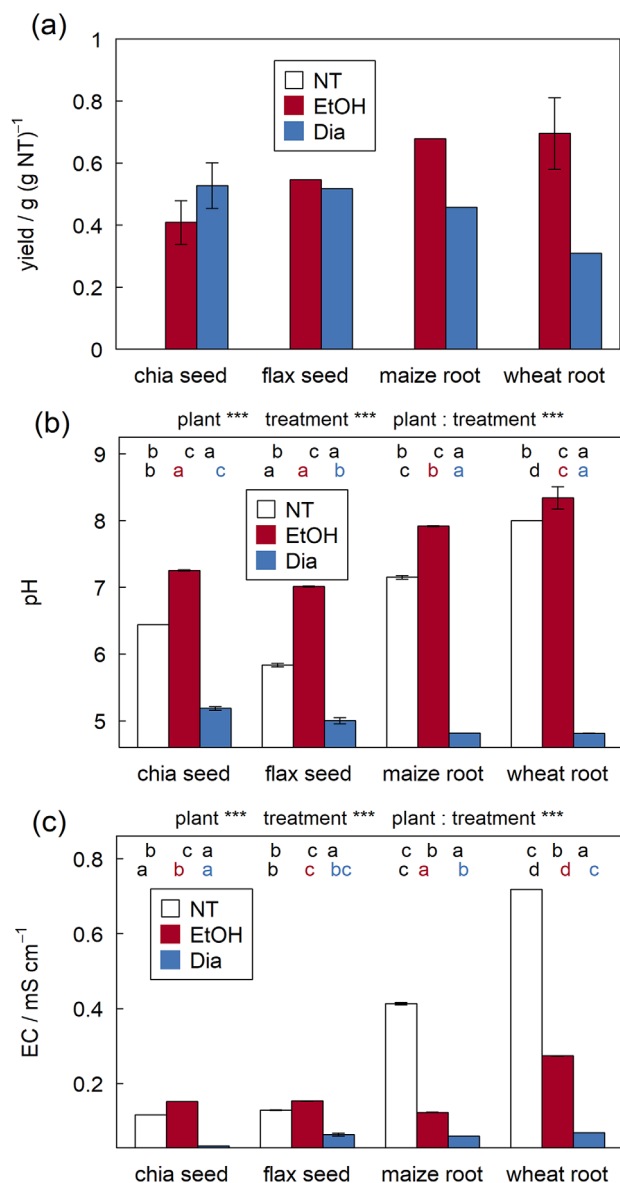 (a)
1
0.8
0.6
0.4
0.2
0
yield / g (g NT)⁻¹
NT
EtOH
Dia
chia seed flax seed maize root wheat root
(b)
plant *** treatment *** plant : treatment ***
b c a b c a b c a b c a
b a c a a b c b a d c a
9
8
7
6
5
pH
NT
EtOH
Dia
chia seed flax seed maize root wheat root
(c)
plant *** treatment *** plant : treatment ***
b c a b c a c b a c b a
a b a b c bc c a b d d c
0.8
0.6
0.4
0.2
EC / mS cm⁻¹
NT
EtOH
Dia
chia seed flax seed maize root wheat root